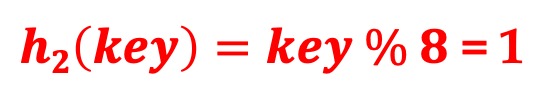 h₂(key) = key % 8 = 1